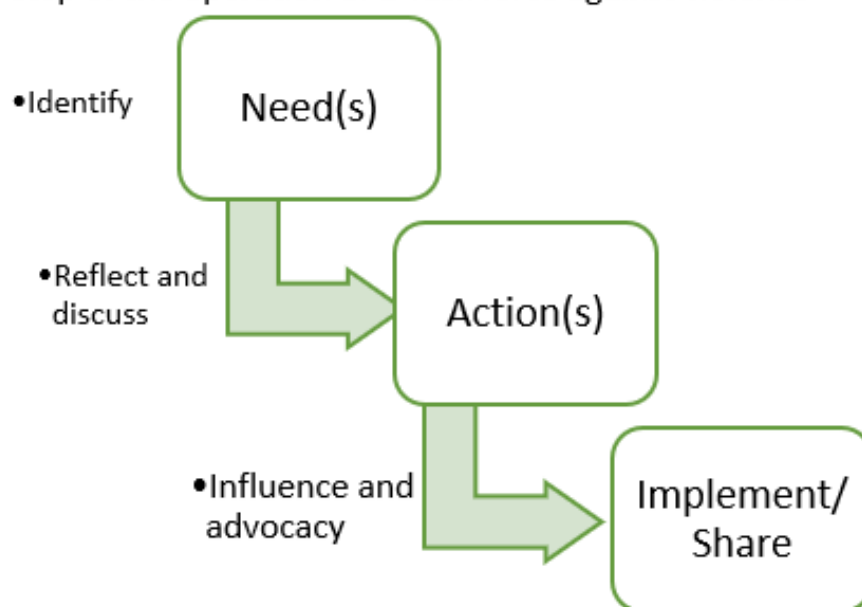 •Identify
Need(s)
•Reflect and
discuss
Action(s)
•Influence and
advocacy
Implement/
Share